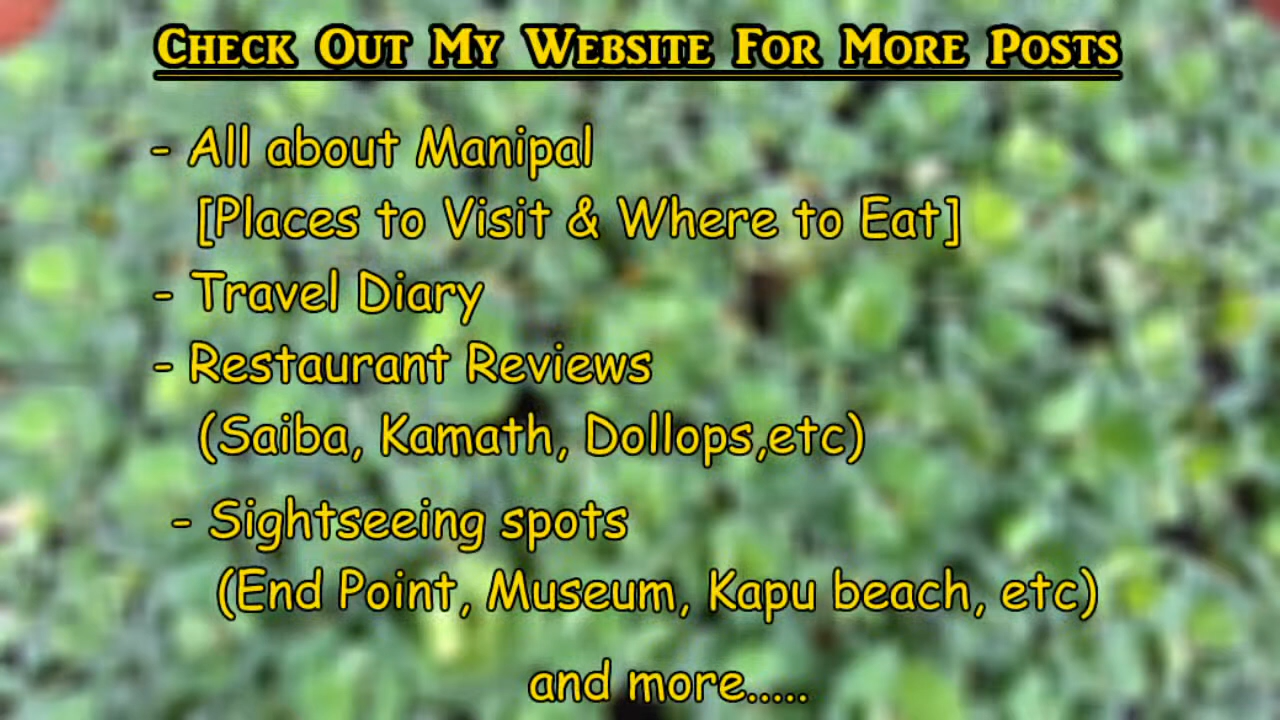 Check Out My Website For More Posts
- All about Manipal
[Places to Visit & Where to Eat]
- Travel Diary
- Restaurant Reviews
(Saiba, Kamath, Dollops,etc)
- Sightseeing spots
(End Point, Museum, Kapu beach, etc)
and more.....